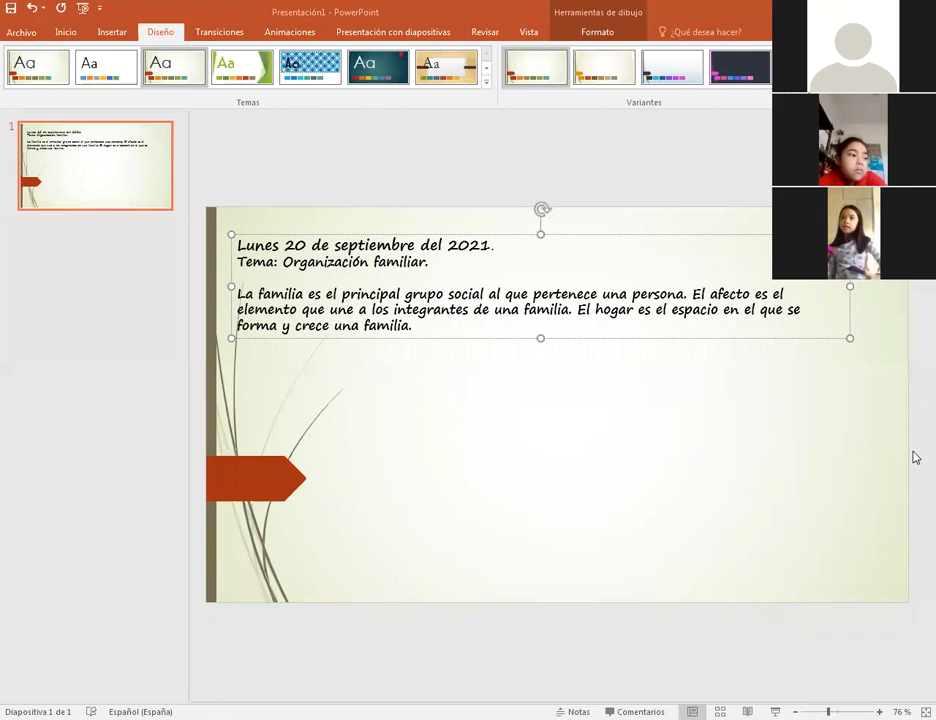 Presentación1 - PowerPoint
Herramientas de dibujo
Archivo Inicio Insertar Diseño Transiciones Animaciones Presentación con diapositivas Revisar Vista Formato ¿Qué desea hacer?
Aa Aa Aa Aa Aa Aa Aa
Temas Variantes
1
Lunes 20 de septiembre del 2021.
Tema: Organización familiar.
La familia es el principal grupo social al que pertenece una persona. El afecto es el
elemento que une a los integrantes de una familia. El hogar es el espacio en el que se
forma y crece una familia.
Diapositiva 1 de 1 Español (España) Notas Comentarios 76 %